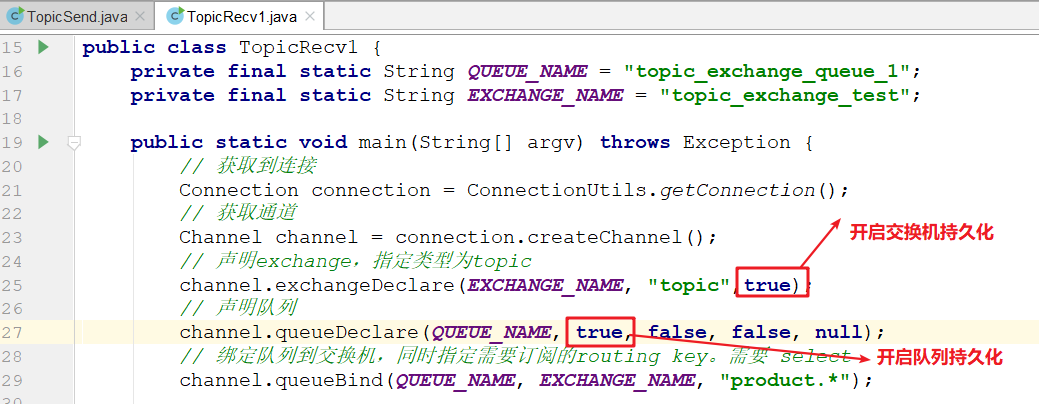 TopicSend.java TopicRecv1.java
15 public class TopicRecv1 {
16 private final static String QUEUE_NAME = "topic_exchange_queue_1";
17 private final static String EXCHANGE_NAME = "topic_exchange_test";
18
19 public static void main(String[] argv) throws Exception {
20 // 获取到连接
21 Connection connection = ConnectionUtils.getConnection();
22 // 获取通道
23 Channel channel = connection.createChannel();
开启交换机持久化
24 // 声明exchange，指定类型为topic
25 channel.exchangeDeclare(EXCHANGE_NAME, "topic",true);
26 // 声明队列
27 channel.queueDeclare(QUEUE_NAME, true, false, false, null);
28 // 绑定队列到交换机，同时指定需要订阅的routing key。需要 select
开启队列持久化
29 channel.queueBind(QUEUE_NAME, EXCHANGE_NAME, "product.*");
30